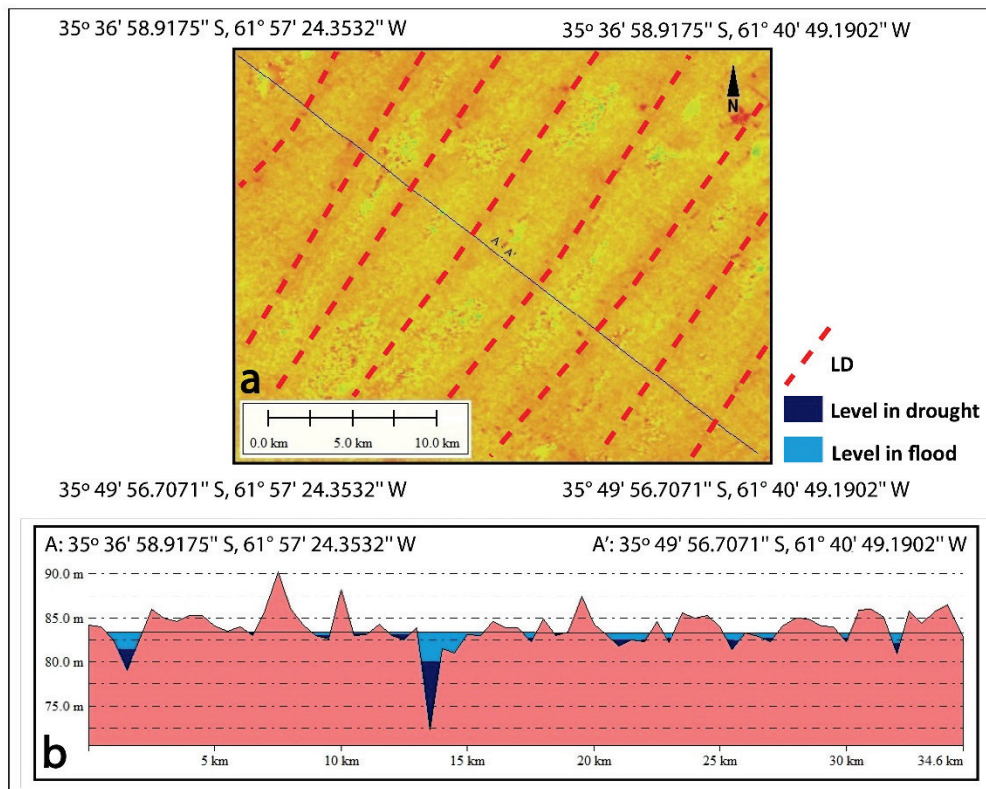 35º 36' 58.9175'' S, 61° 57' 24.3532'' W
35º 36' 58.9175'' S, 61° 40' 49.1902'' W
N
A - A'
a
0.0 km 5.0 km 10.0 km
LD
Level in drought
Level in flood
35º 49' 56.7071'' S, 61° 57' 24.3532'' W
35° 49' 56.7071'' S, 61° 40' 49.1902'' W
A: 35º 36' 58.9175'' S, 61° 57' 24.3532'' W
A': 35º 49' 56.7071'' S, 61° 40' 49.1902'' W
90.0 m
85.0 m
80.0 m
75.0 m
b
5 km 10 km 15 km 20 km 25 km 30 km 34.6 km